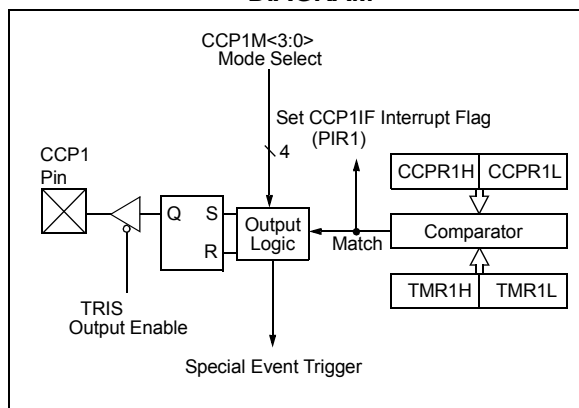 CCP1M<3:0>
Mode Select
Set CCP1IF Interrupt Flag
(PIR1)
4
CCP1
Pin
CCPR1H CCPR1L
Q S
R
Output
Logic
Match
Comparator
TRIS
Output Enable
TMR1H TMR1L
Special Event Trigger